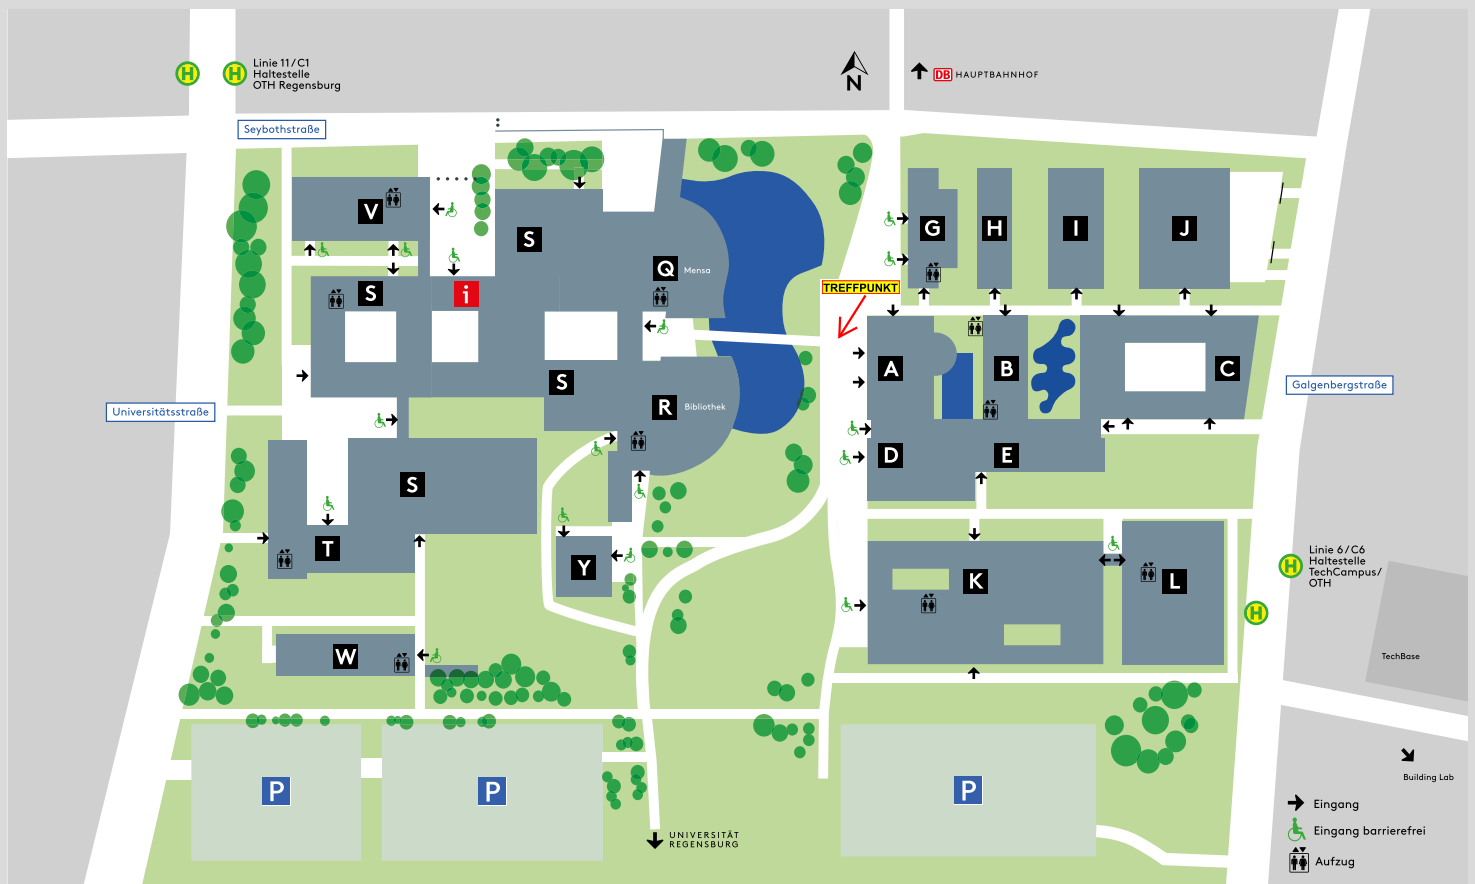 H
H
Linie 11/C1
Haltestelle
OTH Regensburg
N
DB HAUPTBAHNHOF
Seybothstraße
V
S
Q Mensa
G
H
I
J
S
i
TREFFPUNKT
A
B
C
S
R Bibliothek
Galgenbergstraße
Universitätsstraße
D
E
S
T
Y
K
L
H
Linie 6/C6
Haltestelle
TechCampus/
OTH
H
W
TechBase
P
P
P
Building Lab
Eingang
Eingang barrierefrei
Aufzug
UNIVERSITÄT
REGENSBURG